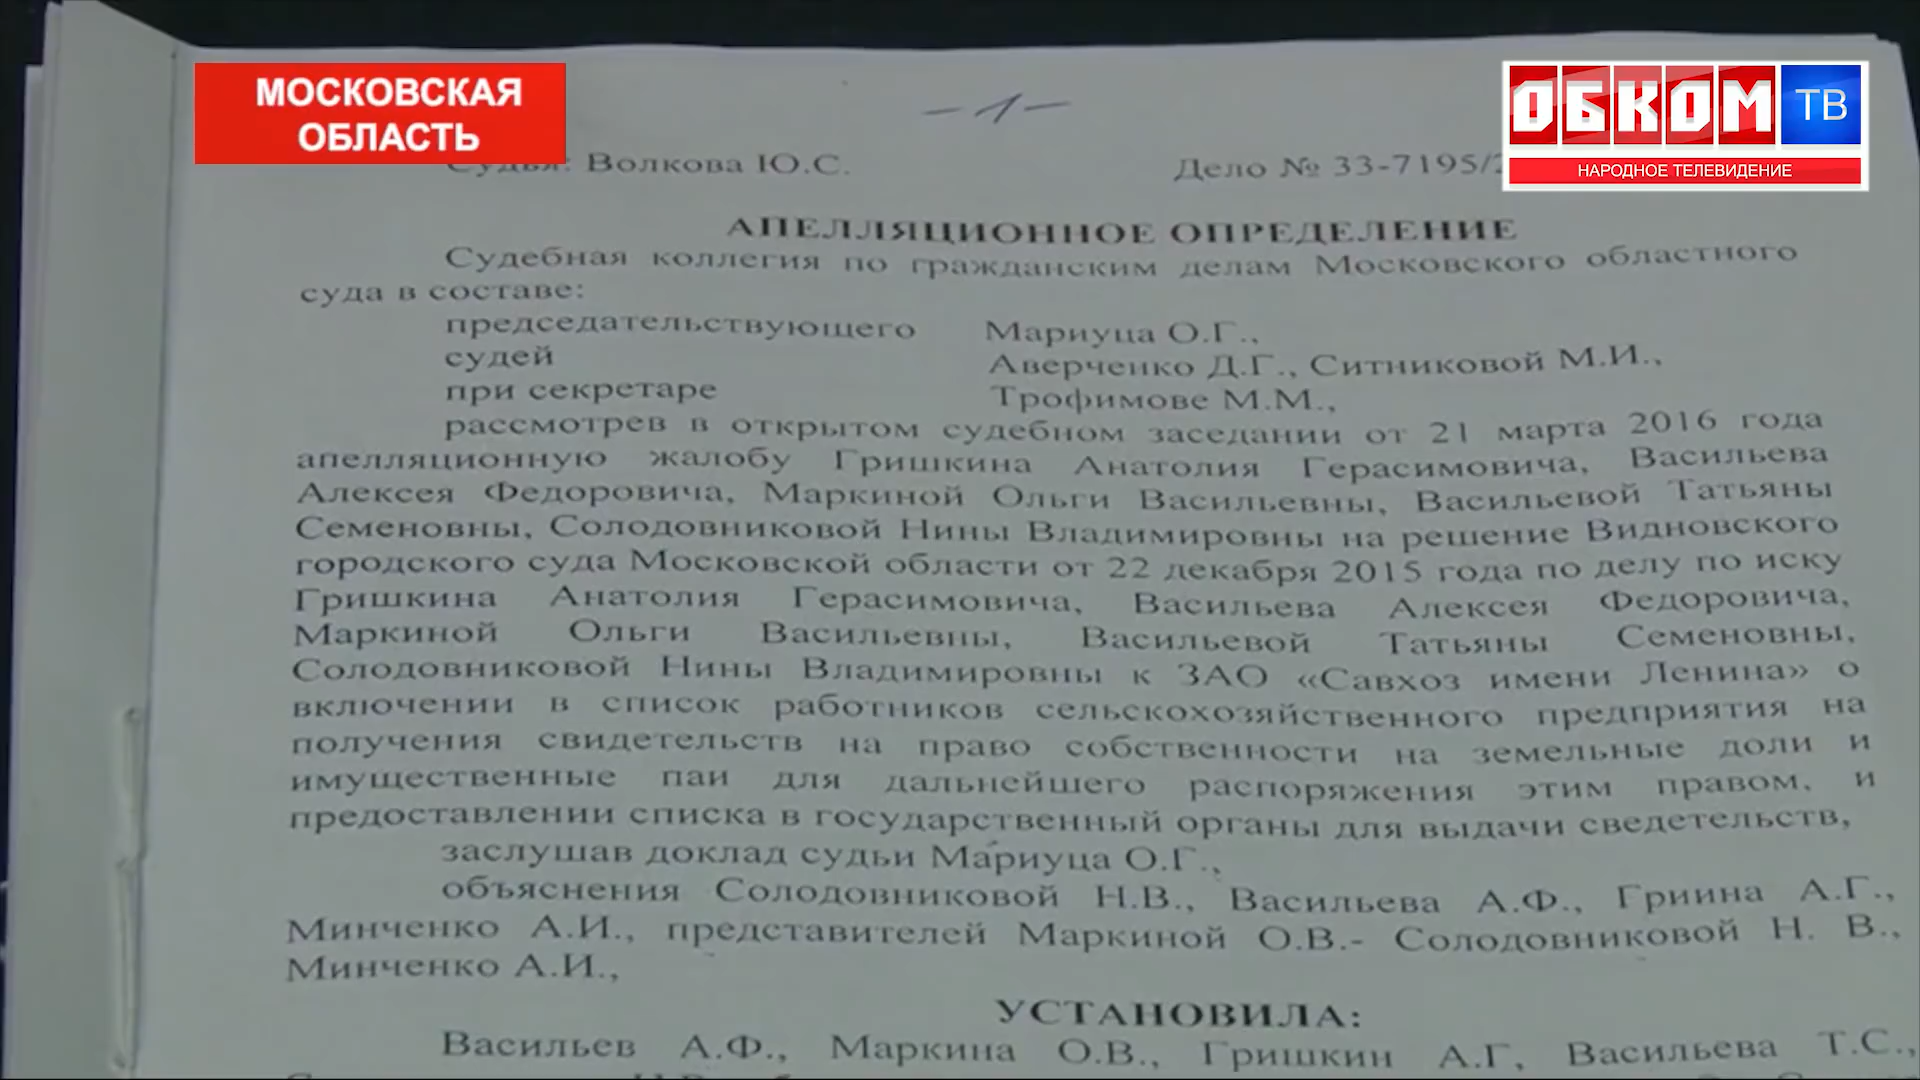 МОСКОВСКАЯ
ОБЛАСТЬ
ОБКОМ ТВ
НАРОДНОЕ ТЕЛЕВИДЕНИЕ
-1-
Судья: Волкова Ю.С. Дело № 33-7195/2
АПЕЛЛЯЦИОННОЕ ОПРЕДЕЛЕНИЕ
Судебная коллегия по гражданским делам Московского областного
суда в составе:
председательствующего Мариуца О.Г.,
судей Аверченко Д.Г., Ситниковой М.И.,
при секретаре Трофимове М.М.,
рассмотрев в открытом судебном заседании от 21 марта 2016 года
апелляционную жалобу Гришкина Анатолия Герасимовича, Васильева
Алексея Федоровича, Маркиной Ольги Васильевны, Васильевой Татьяны
Семеновны, Солодовниковой Нины Владимировны на решение Видновского
городского суда Московской области от 22 декабря 2015 года по делу по иску
Гришкина Анатолия Герасимовича, Васильева Алексея Федоровича,
Маркиной Ольги Васильевны, Васильевой Татьяны Семеновны,
Солодовниковой Нины Владимировны к ЗАО «Савхоз имени Ленина» о
включении в список работников сельскохозяйственного предприятия на
получения свидетельств на право собственности на земельные доли и
имущественные паи для дальнейшего распоряжения этим правом, и
предоставлении списка в государственный органы для выдачи сведетельств,
заслушав доклад судьи Мариуца О.Г.,
объяснения Солодовниковой Н.В., Васильева А.Ф., Гриина А.Г.,
Минченко А.И., представителей Маркиной О.В.- Солодовниковой Н. В.,
Минченко А.И.,
УСТАНОВИЛА:
Васильев А.Ф., Маркина О.В., Гришкин А.Г, Васильева Т.С.,